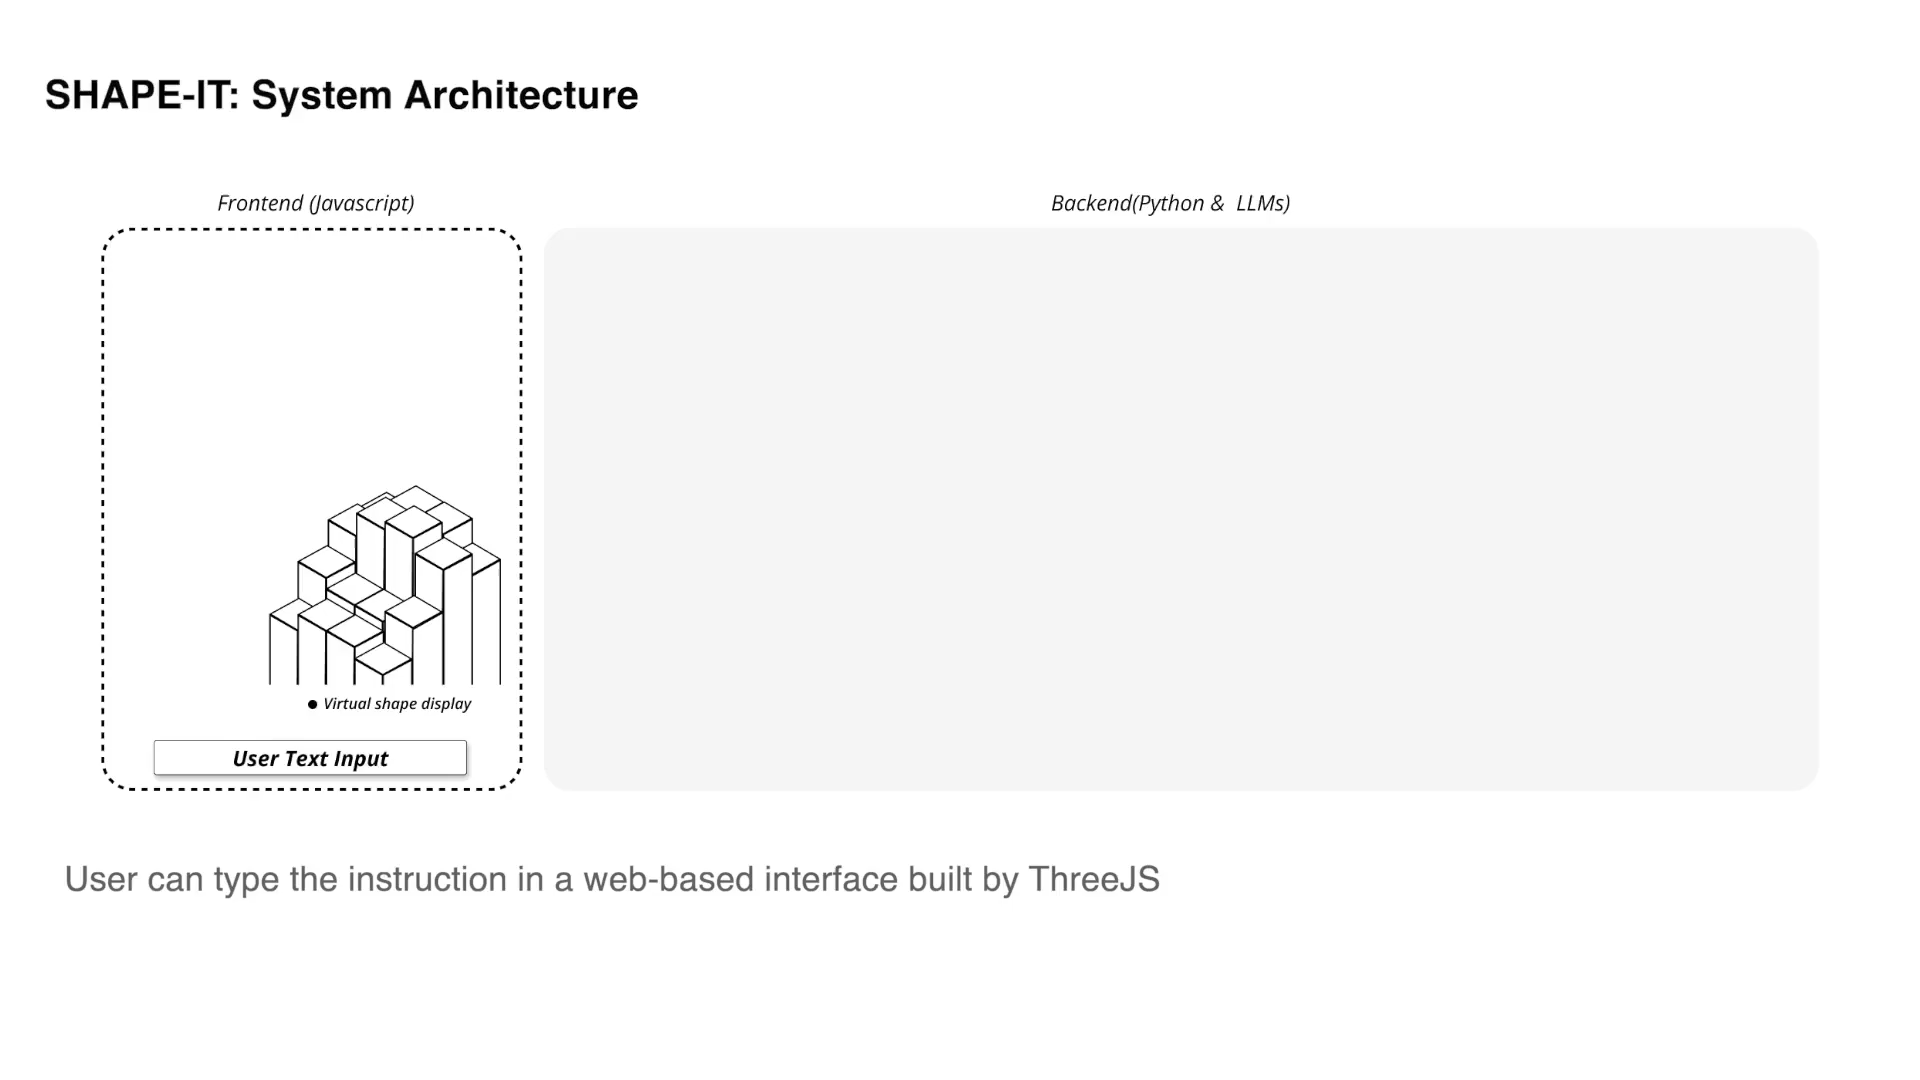 SHAPE-IT: System Architecture
Frontend (Javascript)
Backend(Python &  LLMs)
● Virtual shape display
User Text Input
User can type the instruction in a web-based interface built by ThreeJS